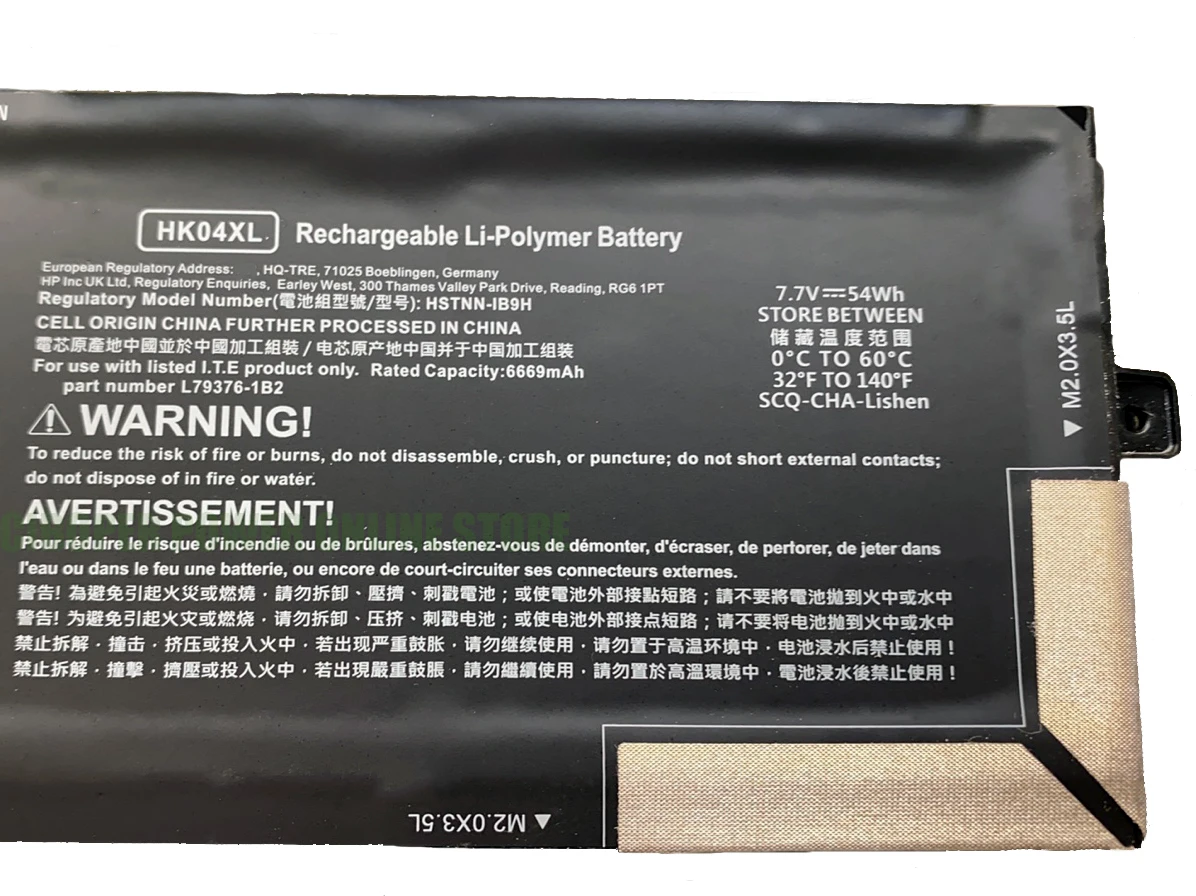 HK04XL Rechargeable Li-Polymer Battery
European Regulatory Address: , HQ-TRE, 71025 Boeblingen, Germany
HP Inc UK Ltd, Regulatory Enquiries, Earley West, 300 Thames Valley Park Drive, Reading, RG6 1PT
Regulatory Model Number(電池組型號/型号): HSTNN-IB9H
CELL ORIGIN CHINA FURTHER PROCESSED IN CHINA
電芯原產地中國並於中國加工組裝 / 电芯原产地中国并于中国加工组装
For use with listed I.T.E product only. Rated Capacity:6669mAh
part number L79376-1B2
7.7V⎓54Wh
STORE BETWEEN
储藏温度范围
0°C TO 60°C
32°F TO 140°F
SCQ-CHA-Lishen
▼ M2.0X3.5L
⚠ WARNING!
To reduce the risk of fire or burns, do not disassemble, crush, or puncture; do not short external contacts;
do not dispose of in fire or water.
AVERTISSEMENT!
ONLINE STORE
Pour réduire le risque d'incendie ou de brûlures, abstenez-vous de démonter, d'écraser, de perforer, de jeter dans
l'eau ou dans le feu une batterie, ou encore de court-circuiter ses connecteurs externes.
警告! 為避免引起火災或燃燒，請勿拆卸、壓擠、刺戳電池；或使電池外部接點短路；請不要將電池拋到火中或水中
警告! 为避免引起火灾或燃烧，请勿拆卸、压挤、刺戳电池；或使电池外部接点短路；请不要将电池抛到火中或水中
禁止拆解，撞击，挤压或投入火中，若出现严重鼓胀，请勿继续使用，请勿置于高温环境中，电池浸水后禁止使用！
禁止拆解，撞擊，擠壓或投入火中，若出現嚴重鼓脹，請勿繼續使用，請勿置於高溫環境中，電池浸水後禁止使用！
▲ M2.0X3.5L